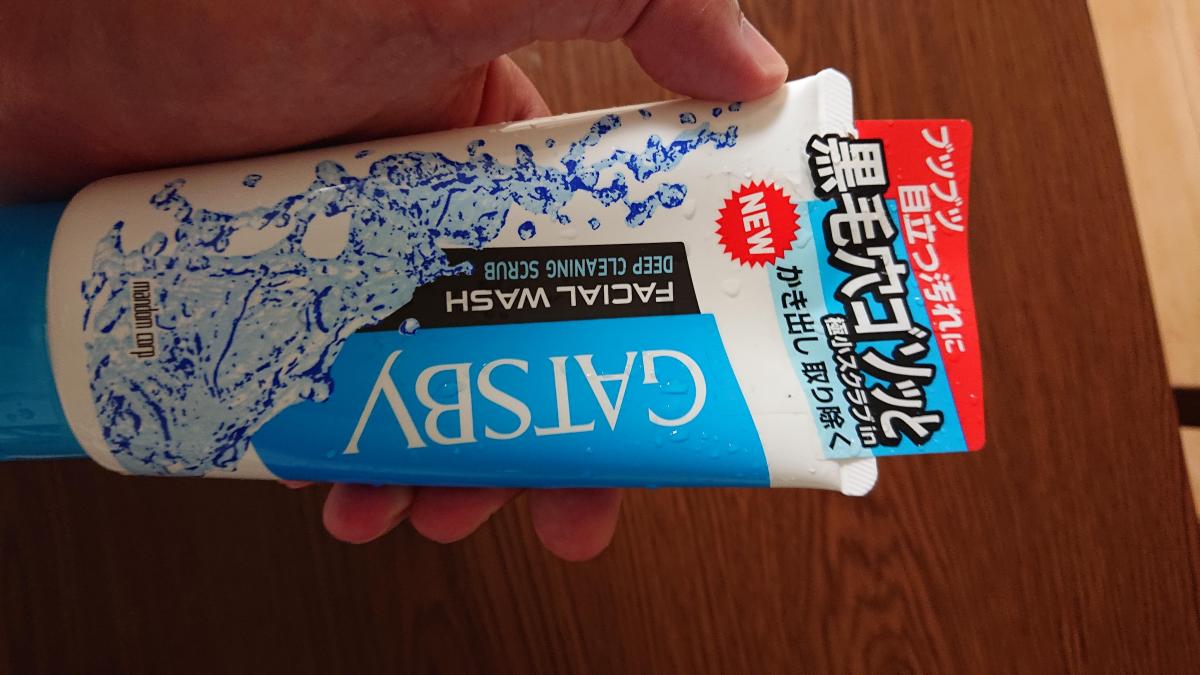 ブツブツ
目立つ汚れに
黒毛穴ゴッソリと
極小スクラブin
かき出し 取り除く
NEW
GATSBY
FACIAL WASH
DEEP CLEANING SCRUB
mandom corp